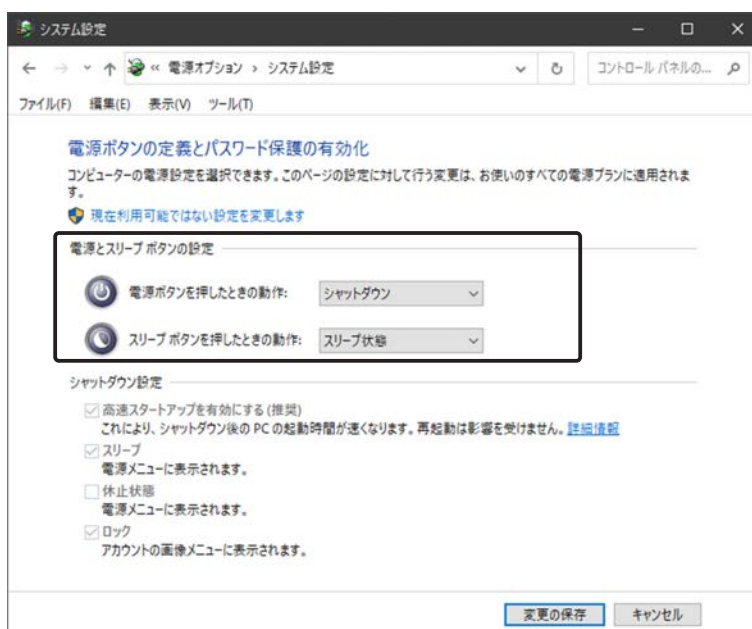 システム設定
« 電源オプション › システム設定
コントロール パネルの...
ファイル(F) 編集(E) 表示(V) ツール(T)
電源ボタンの定義とパスワード保護の有効化
コンピューターの電源設定を選択できます。このページの設定に対して行う変更は、お使いのすべての電源プランに適用されま
す。
現在利用可能ではない設定を変更します
電源とスリープ ボタンの設定
電源ボタンを押したときの動作: シャットダウン
スリープ ボタンを押したときの動作: スリープ状態
シャットダウン設定
高速スタートアップを有効にする (推奨)
これにより、シャットダウン後の PC の起動時間が速くなります。再起動は影響を受けません。詳細情報
スリープ
電源メニューに表示されます。
休止状態
電源メニューに表示されます。
ロック
アカウントの画像メニューに表示されます。
変更の保存 キャンセル